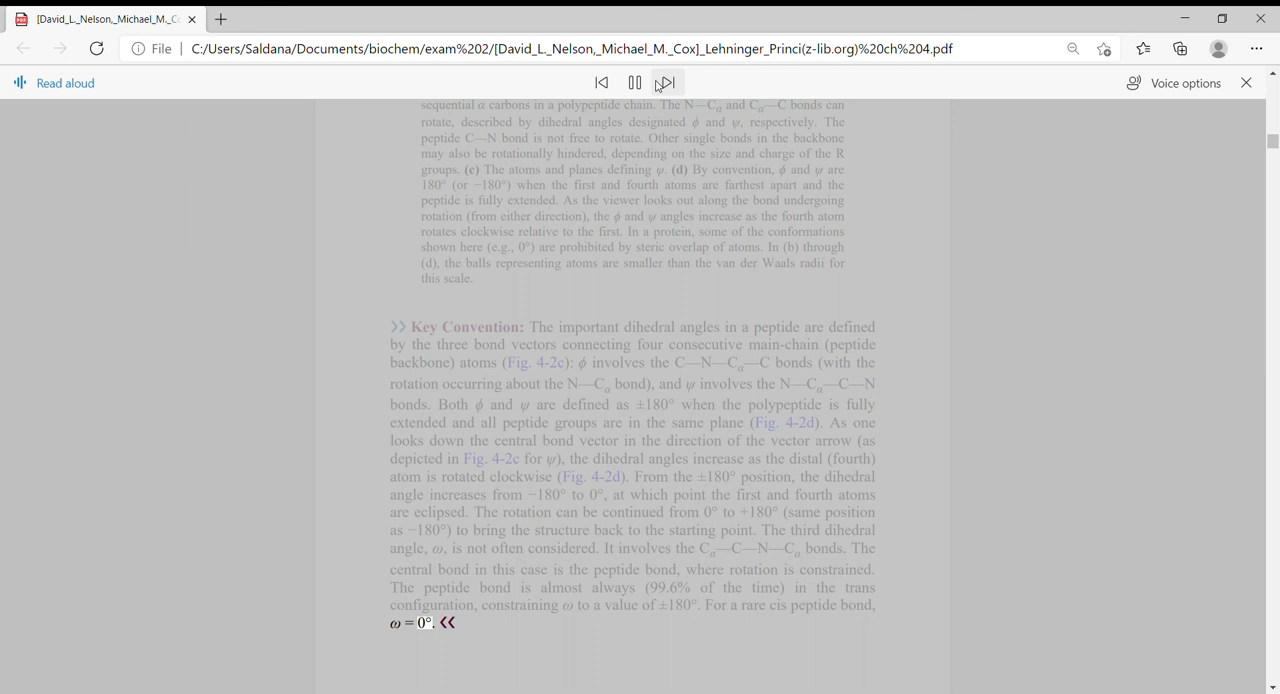 [David_L._Nelson,_Michael_M._Co
File
C:/Users/Saldana/Documents/biochem/exam%202/[David_L._Nelson,_Michael_M._Cox]_Lehninger_Princi(z-lib.org)%20ch%204.pdf
Read aloud
Voice options
sequential α carbons in a polypeptide chain. The N—Cα and Cα—C bonds can
rotate, described by dihedral angles designated ϕ and ψ, respectively. The
peptide C—N bond is not free to rotate. Other single bonds in the backbone
may also be rotationally hindered, depending on the size and charge of the R
groups. (c) The atoms and planes defining ψ. (d) By convention, ϕ and ψ are
180° (or −180°) when the first and fourth atoms are farthest apart and the
peptide is fully extended. As the viewer looks out along the bond undergoing
rotation (from either direction), the ϕ and ψ angles increase as the fourth atom
rotates clockwise relative to the first. In a protein, some of the conformations
shown here (e.g., 0°) are prohibited by steric overlap of atoms. In (b) through
(d), the balls representing atoms are smaller than the van der Waals radii for
this scale.
>> Key Convention: The important dihedral angles in a peptide are defined
by the three bond vectors connecting four consecutive main-chain (peptide
backbone) atoms (Fig. 4-2c): ϕ involves the C—N—Cα—C bonds (with the
rotation occurring about the N—Cα bond), and ψ involves the N—Cα—C—N
bonds. Both ϕ and ψ are defined as ±180° when the polypeptide is fully
extended and all peptide groups are in the same plane (Fig. 4-2d). As one
looks down the central bond vector in the direction of the vector arrow (as
depicted in Fig. 4-2c for ψ), the dihedral angles increase as the distal (fourth)
atom is rotated clockwise (Fig. 4-2d). From the ±180° position, the dihedral
angle increases from −180° to 0°, at which point the first and fourth atoms
are eclipsed. The rotation can be continued from 0° to +180° (same position
as −180°) to bring the structure back to the starting point. The third dihedral
angle, ω, is not often considered. It involves the Cα—C—N—Cα bonds. The
central bond in this case is the peptide bond, where rotation is constrained.
The peptide bond is almost always (99.6% of the time) in the trans
configuration, constraining ω to a value of ±180°. For a rare cis peptide bond,
ω = 0°. <<